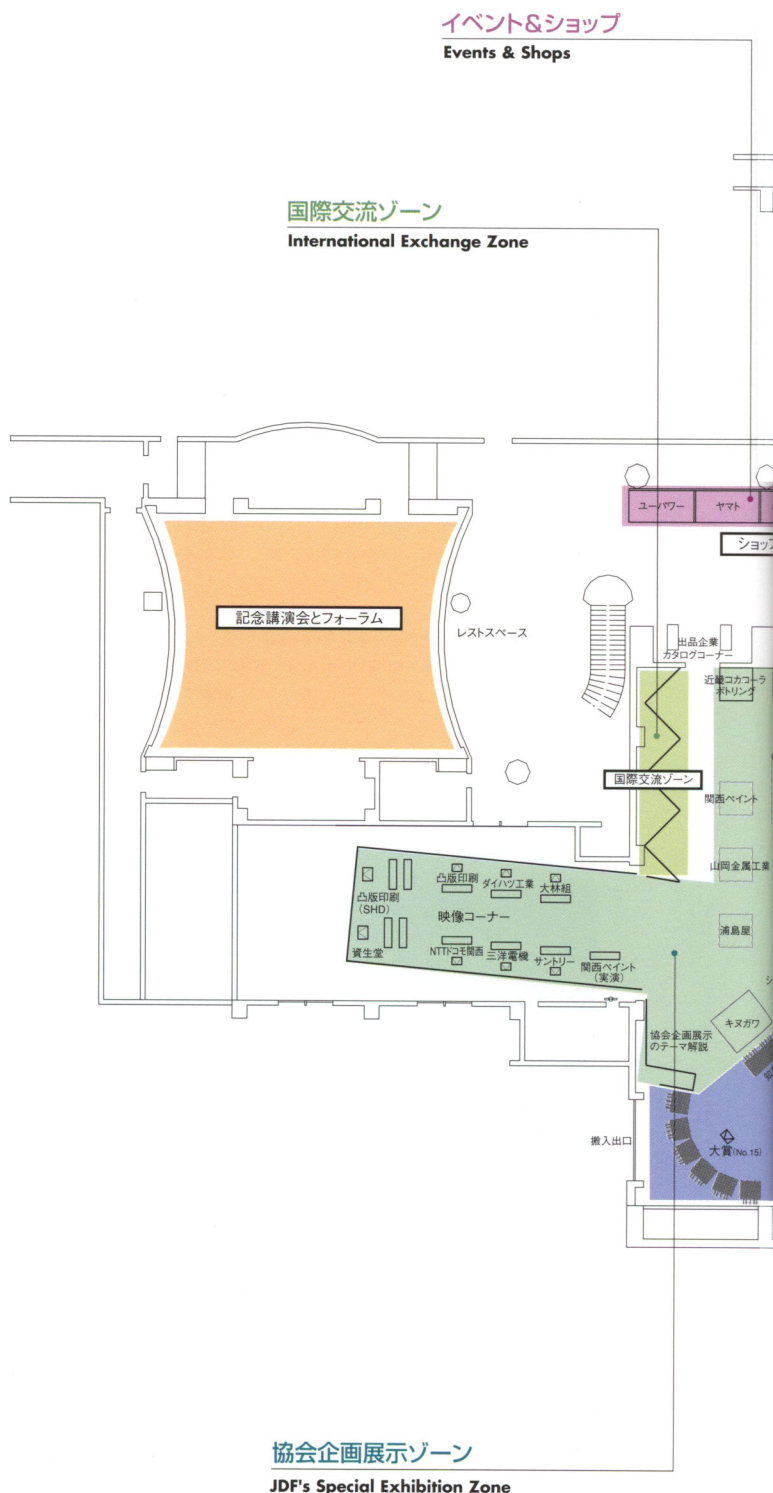 イベント&ショップ
Events & Shops
国際交流ゾーン
International Exchange Zone
ユーパワー
ヤマト
記念講演会とフォーラム
レストスペース
出品企業
カタログコーナー
近畿コカコーラ
ボトリング
国際交流ゾーン
関西ペイント
山岡金属工業
浦島屋
凸版印刷
(SHD)
凸版印刷
ダイハツ工業
大林組
映像コーナー
資生堂
NTTドコモ関西
三洋電機
サントリー
関西ペイント
(実演)
キヌガワ
協会企画展示
のテーマ解説
搬入出口
大賞(No.15)
協会企画展示ゾーン
JDF's Special Exhibition Zone